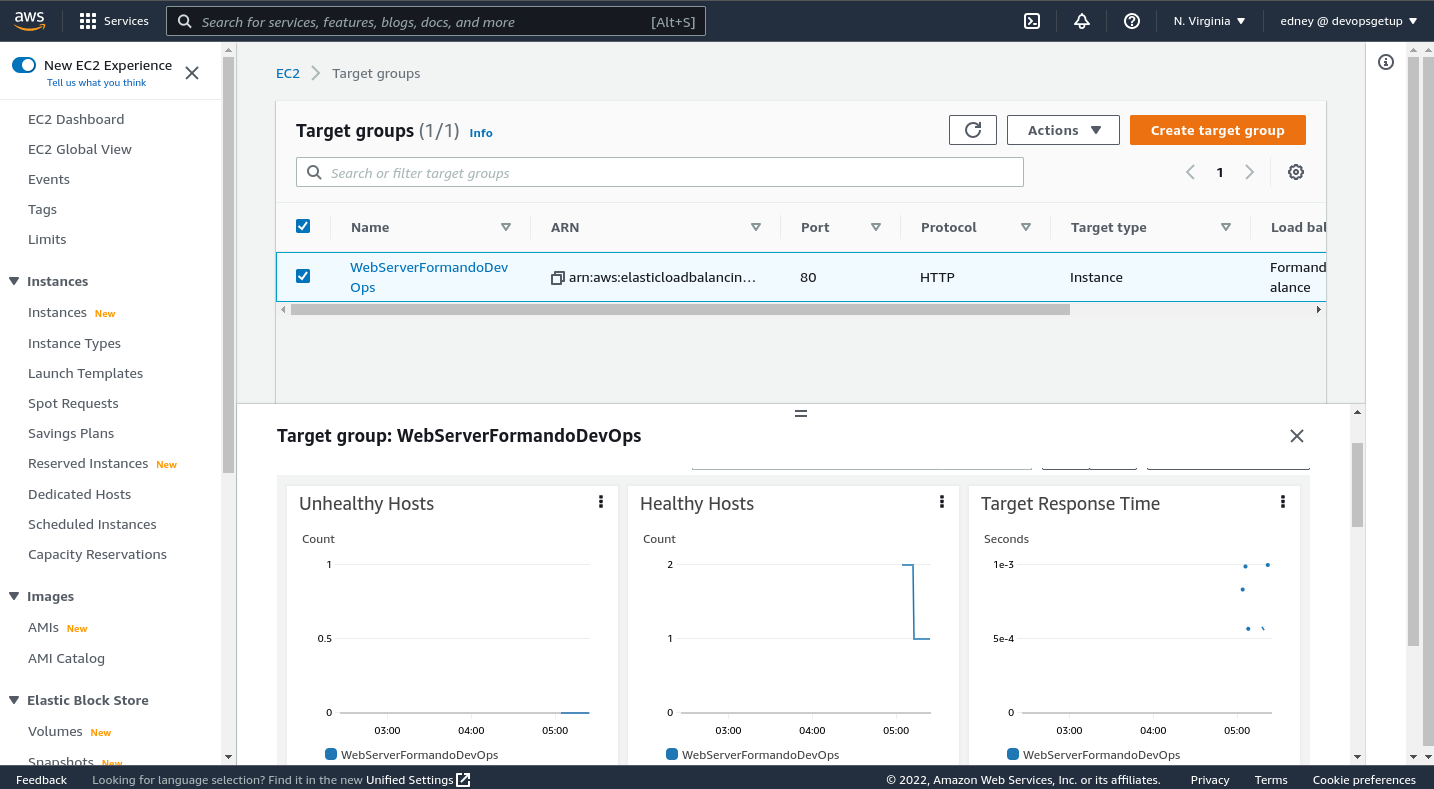 aws Services Search for services, features, blogs, docs, and more [Alt+S] N. Virginia edney @ devopsgetup
New EC2 Experience
Tell us what you think
EC2 Dashboard
EC2 Global View
Events
Tags
Limits
Instances
Instances New
Instance Types
Launch Templates
Spot Requests
Savings Plans
Reserved Instances New
Dedicated Hosts
Scheduled Instances
Capacity Reservations
Images
AMIs New
AMI Catalog
Elastic Block Store
Volumes New
Snapshots New
EC2 Target groups
Target groups (1/1) Info
Actions
Create target group
Search or filter target groups
1
Name ARN Port Protocol Target type Load bal
WebServerFormandoDev
Ops
arn:aws:elasticloadbalancin…
80
HTTP
Instance
Formand
alance
Target group: WebServerFormandoDevOps
Unhealthy Hosts
Count
1
0.5
0
03:00 04:00 05:00
WebServerFormandoDevOps
Healthy Hosts
Count
2
1
0
03:00 04:00 05:00
WebServerFormandoDevOps
Target Response Time
Seconds
1e-3
5e-4
0
03:00 04:00 05:00
WebServerFormandoDevOps
Feedback Looking for language selection? Find it in the new Unified Settings © 2022, Amazon Web Services, Inc. or its affiliates. Privacy Terms Cookie preferences